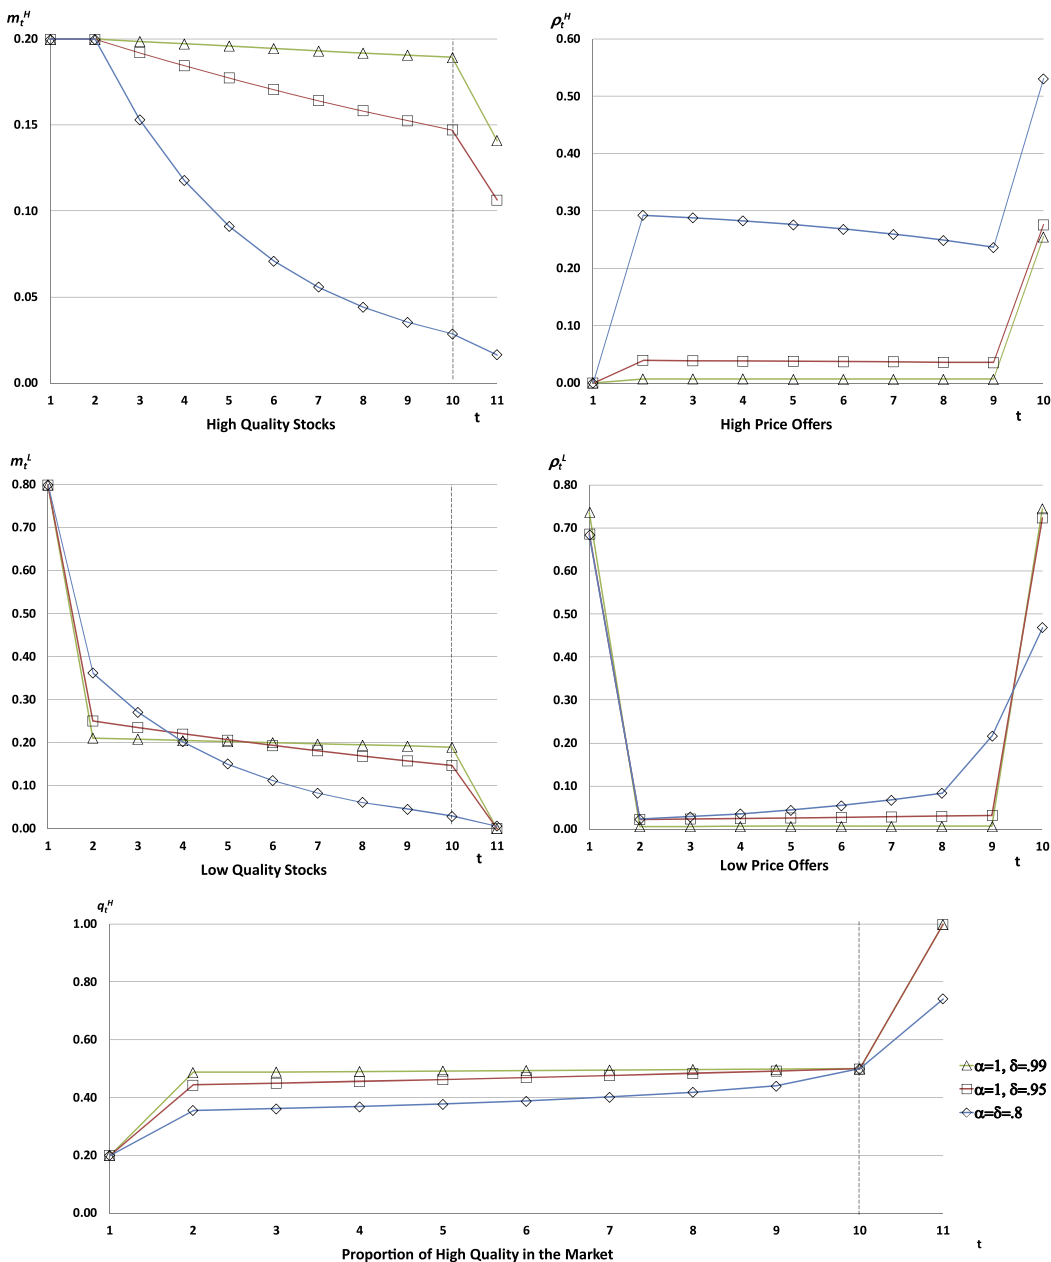 m_t^H
0.20
0.15
0.10
0.05
0.00
1 2 3 4 5 6 7 8 9 10 11
t
High Quality Stocks
ρ_t^H
0.60
0.50
0.40
0.30
0.20
0.10
0.00
1 2 3 4 5 6 7 8 9 10
t
High Price Offers
m_t^L
0.80
0.70
0.60
0.50
0.40
0.30
0.20
0.10
0.00
1 2 3 4 5 6 7 8 9 10 11
t
Low Quality Stocks
ρ_t^L
0.80
0.70
0.60
0.50
0.40
0.30
0.20
0.10
0.00
1 2 3 4 5 6 7 8 9 10
t
Low Price Offers
q_t^H
1.00
0.80
0.60
0.40
0.20
0.00
1 2 3 4 5 6 7 8 9 10 11
t
Proportion of High Quality in the Market
α=1, δ=.99
α=1, δ=.95
α=δ=.8